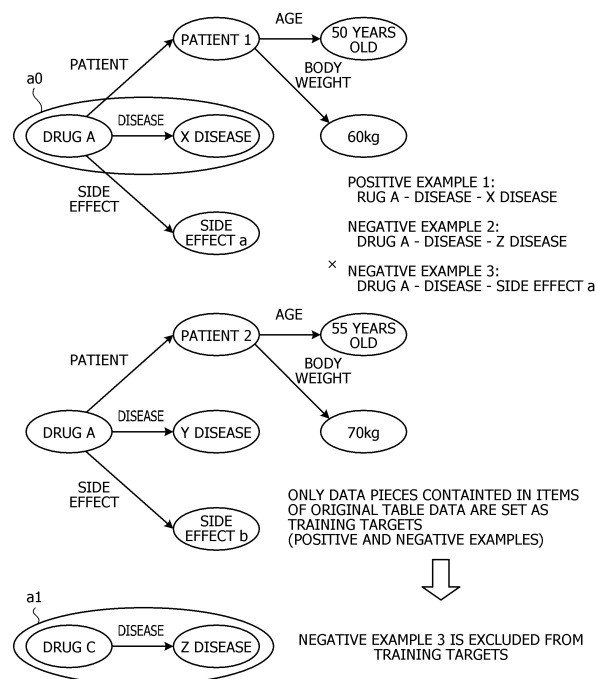 AGE
PATIENT 1
50 YEARS
OLD
PATIENT
BODY
WEIGHT
a0
DRUG A
DISEASE
X DISEASE
60kg
SIDE
EFFECT
SIDE
EFFECT a
POSITIVE EXAMPLE 1:
RUG A - DISEASE - X DISEASE
NEGATIVE EXAMPLE 2:
DRUG A - DISEASE - Z DISEASE
× NEGATIVE EXAMPLE 3:
DRUG A - DISEASE - SIDE EFFECT a
AGE
PATIENT 2
55 YEARS
OLD
PATIENT
BODY
WEIGHT
DRUG A
DISEASE
Y DISEASE
70kg
SIDE
EFFECT
SIDE
EFFECT b
ONLY DATA PIECES CONTAINTED IN ITEMS
OF ORIGINAL TABLE DATA ARE SET AS
TRAINING TARGETS
(POSITIVE AND NEGATIVE EXAMPLES)
a1
DRUG C
DISEASE
Z DISEASE
NEGATIVE EXAMPLE 3 IS EXCLUDED FROM
TRAINING TARGETS